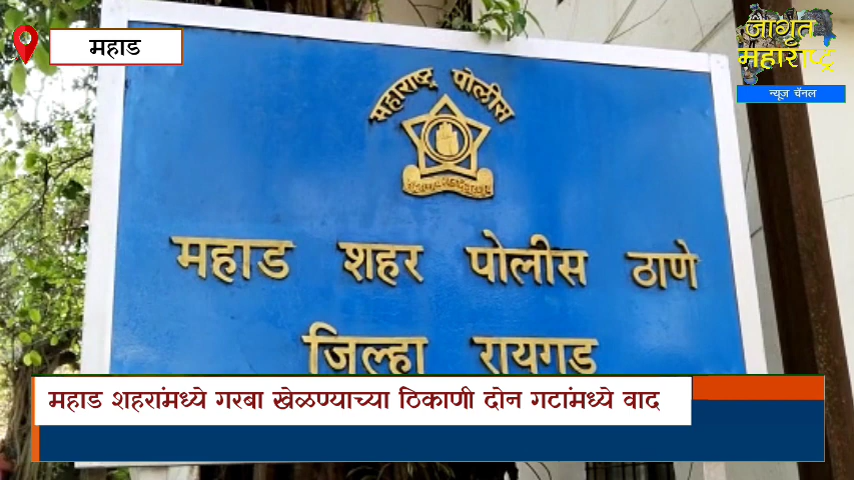 महाड
जागृत
महाराष्ट्र
न्यूज चॅनल
महाराष्ट्र पोलीस
महाड शहर पोलीस ठाणे
जिल्हा रायगड
महाड शहरांमध्ये गरबा खेळण्याच्या ठिकाणी दोन गटांमध्ये वाद